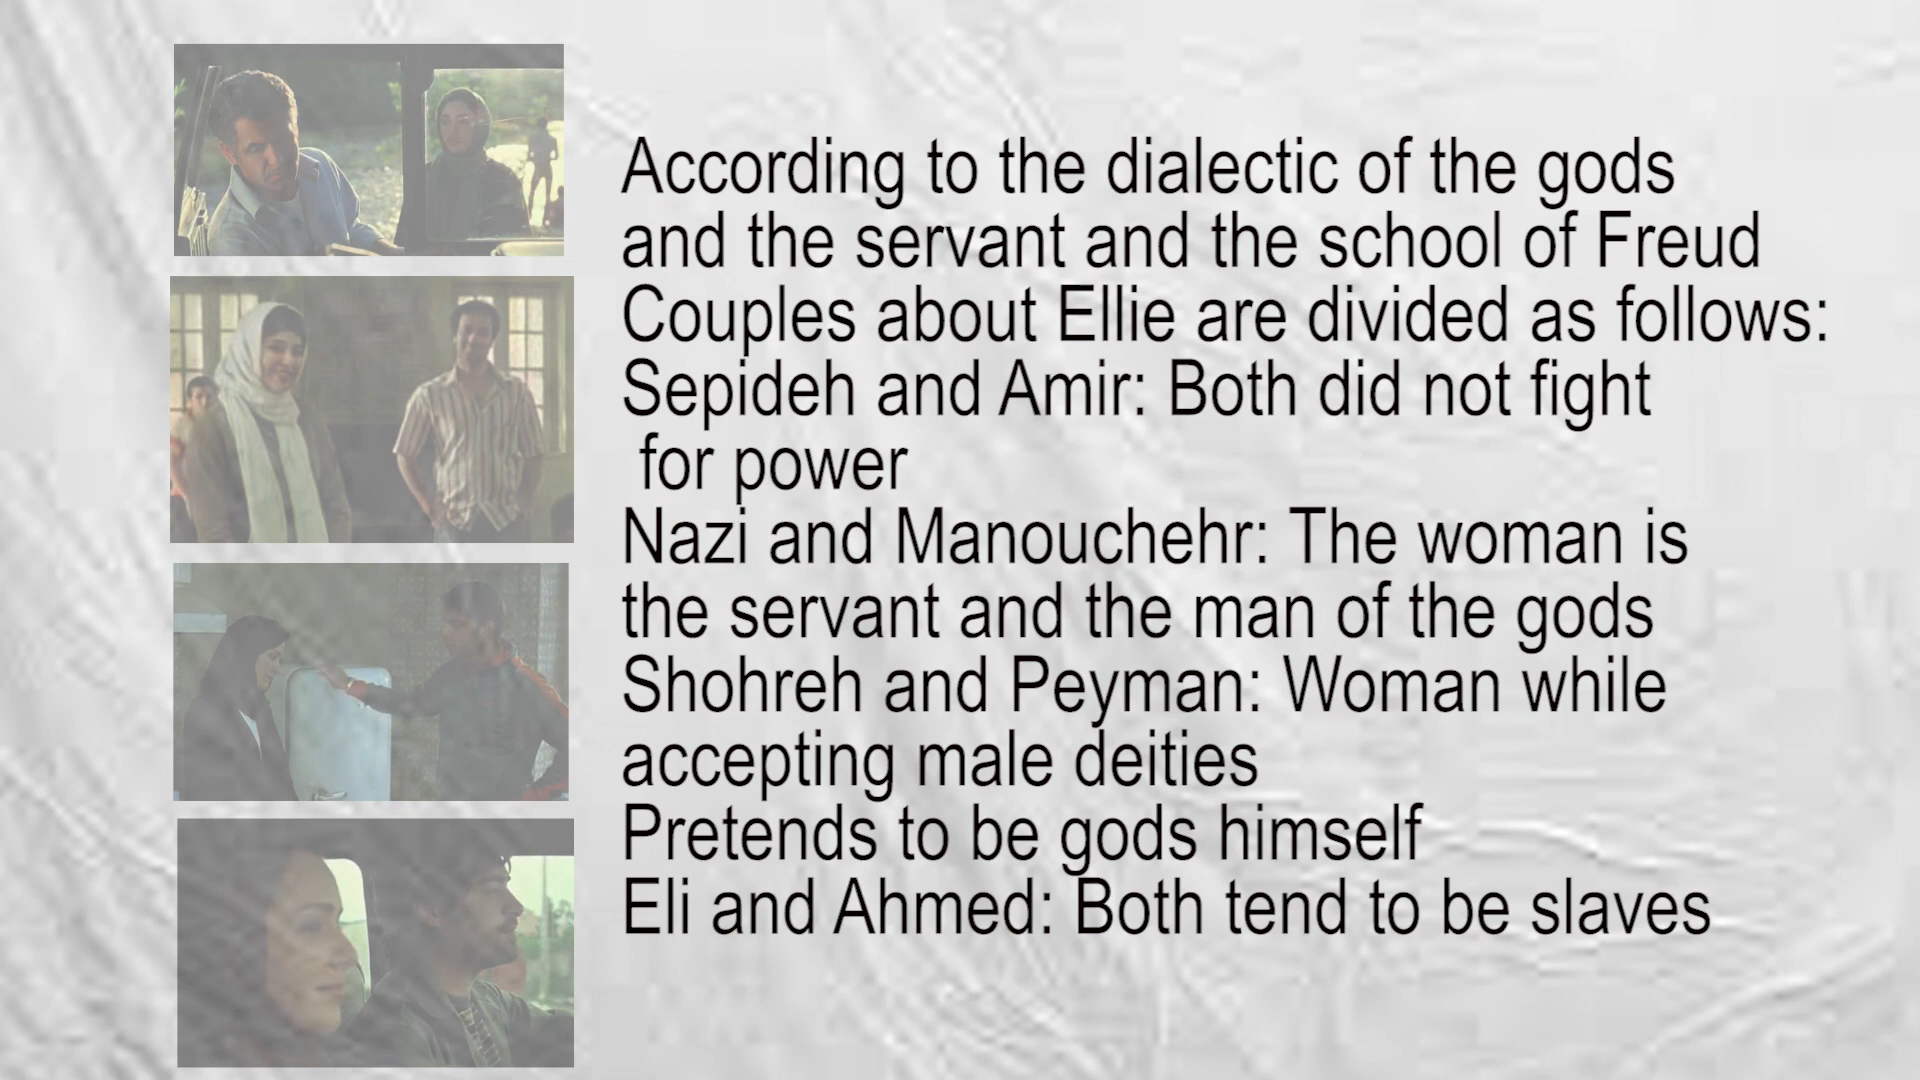 According to the dialectic of the gods
and the servant and the school of Freud
Couples about Ellie are divided as follows:
Sepideh and Amir: Both did not fight
for power
Nazi and Manouchehr: The woman is
the servant and the man of the gods
Shohreh and Peyman: Woman while
accepting male deities
Pretends to be gods himself
Eli and Ahmed: Both tend to be slaves